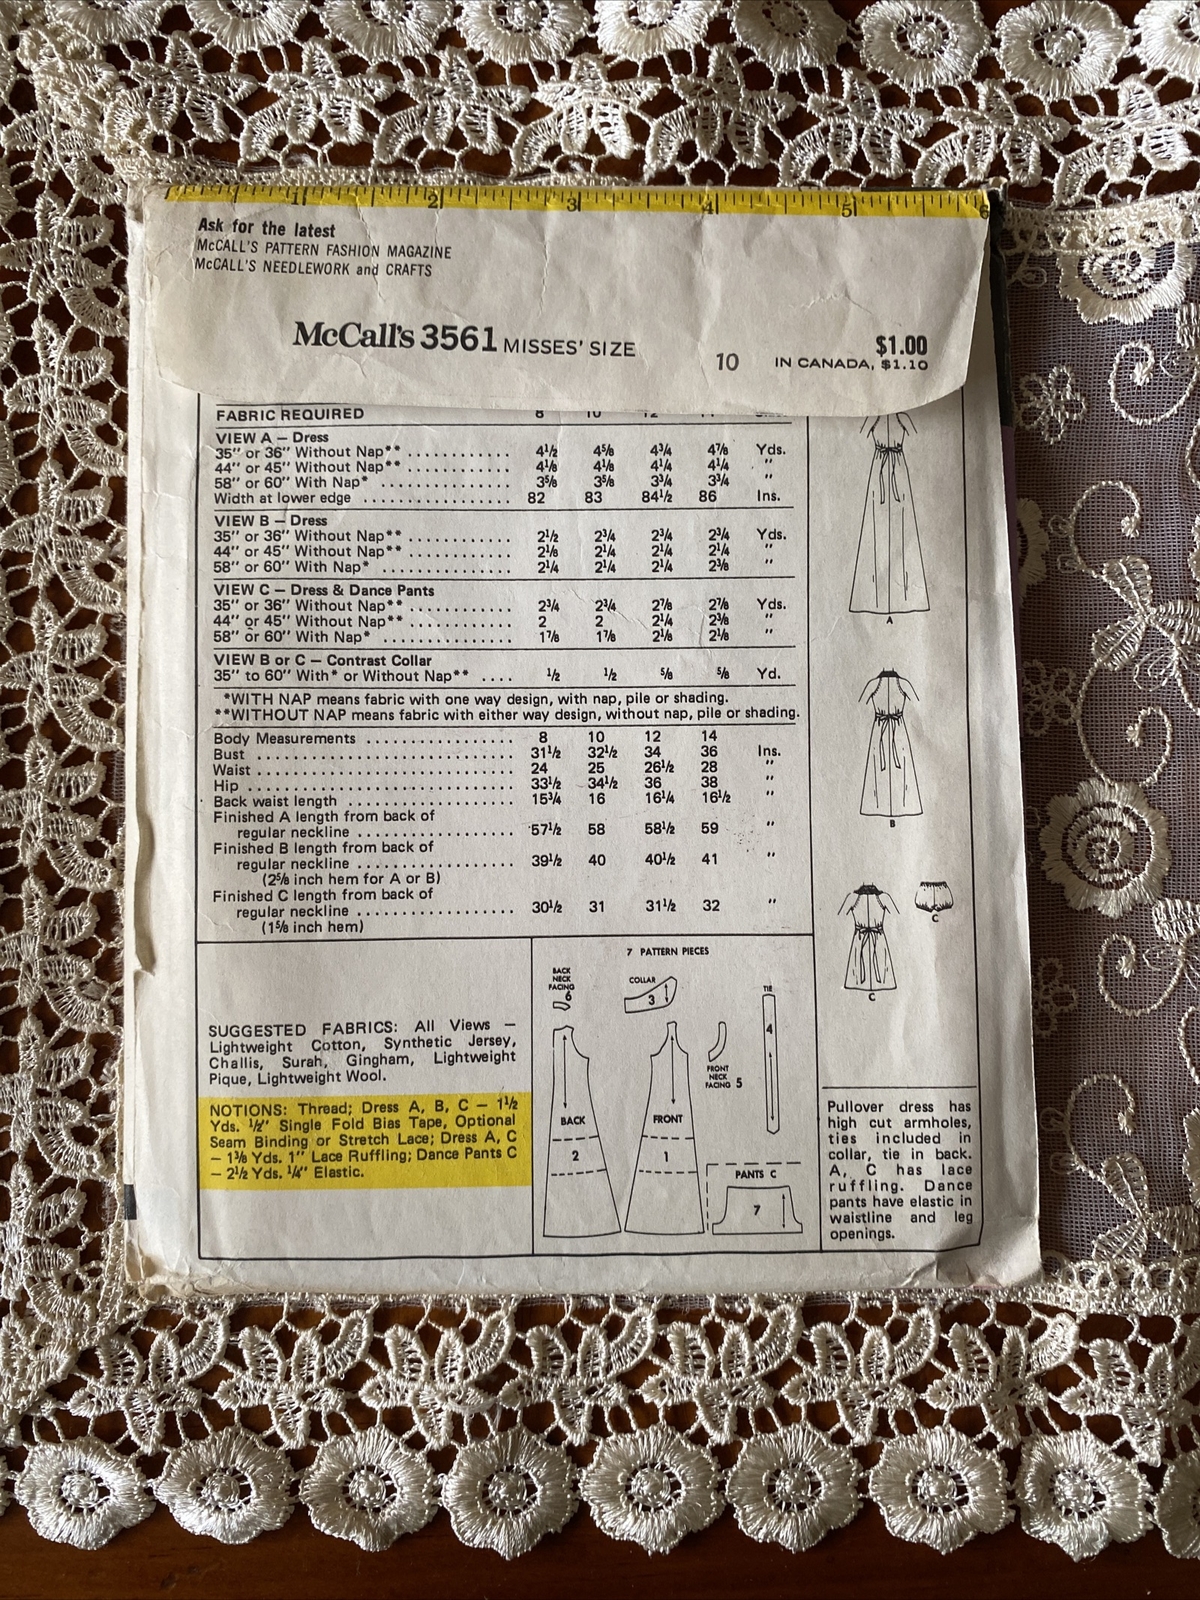 1 2 3 4 5 6
Ask for the latest
McCALL'S PATTERN FASHION MAGAZINE
McCALL'S NEEDLEWORK and CRAFTS
McCall's 3561 MISSES' SIZE 10 $1.00
IN CANADA, $1.10
FABRIC REQUIRED 8 10 12
VIEW A – Dress
35" or 36" Without Nap** ............ 4½ 4⅝ 4¾ 4⅞ Yds.
44" or 45" Without Nap** ............ 4⅛ 4⅛ 4¼ 4¼ "
58" or 60" With Nap* ............... 3⅝ 3⅝ 3¾ 3¾ "
Width at lower edge ................. 82 83 84½ 86 Ins.
VIEW B – Dress
35" or 36" Without Nap** ............ 2½ 2¾ 2¾ 2¾ Yds.
44" or 45" Without Nap** ............ 2⅛ 2¼ 2¼ 2¼ "
58" or 60" With Nap* ................ 2¼ 2¼ 2¼ 2⅜ "
VIEW C – Dress & Dance Pants
35" or 36" Without Nap** ............ 2¾ 2¾ 2⅞ 2⅞ Yds.
44" or 45" Without Nap** ............ 2 2 2¼ 2⅜ "
58" or 60" With Nap* ............... 1⅞ 1⅞ 2⅛ 2⅛ "
VIEW B or C – Contrast Collar
35" to 60" With* or Without Nap** .... ½ ½ ⅝ ⅝ Yd.
*WITH NAP means fabric with one way design, with nap, pile or shading.
**WITHOUT NAP means fabric with either way design, without nap, pile or shading.
Body Measurements ................. 8 10 12 14
Bust .............................. 31½ 32½ 34 36 Ins.
Waist ............................. 24 25 26½ 28 "
Hip ............................... 33½ 34½ 36 38 "
Back waist length ................... 15¾ 16 16¼ 16½ "
Finished A length from back of
regular neckline .................. 57½ 58 58½ 59 "
Finished B length from back of
regular neckline .................. 39½ 40 40½ 41 "
(2⅝ inch hem for A or B)
Finished C length from back of
regular neckline .................. 30½ 31 31½ 32 "
(1⅝ inch hem)
A
B
C
C
SUGGESTED FABRICS: All Views –
Lightweight Cotton, Synthetic Jersey,
Challis, Surah, Gingham, Lightweight
Pique, Lightweight Wool.
NOTIONS: Thread; Dress A, B, C – 1½
Yds. ½" Single Fold Bias Tape, Optional
Seam Binding or Stretch Lace; Dress A, C
– 1⅜ Yds. 1" Lace Ruffling; Dance Pants C
– 2½ Yds. ¼" Elastic.
7 PATTERN PIECES
BACK
NECK
FACING
6
COLLAR
3
TIE
4
FRONT
NECK
FACING 5
BACK
2
FRONT
1
PANTS C
7
Pullover dress has
high cut armholes,
ties included in
collar, tie in back.
A, C has lace
ruffling. Dance
pants have elastic in
waistline and leg
openings.